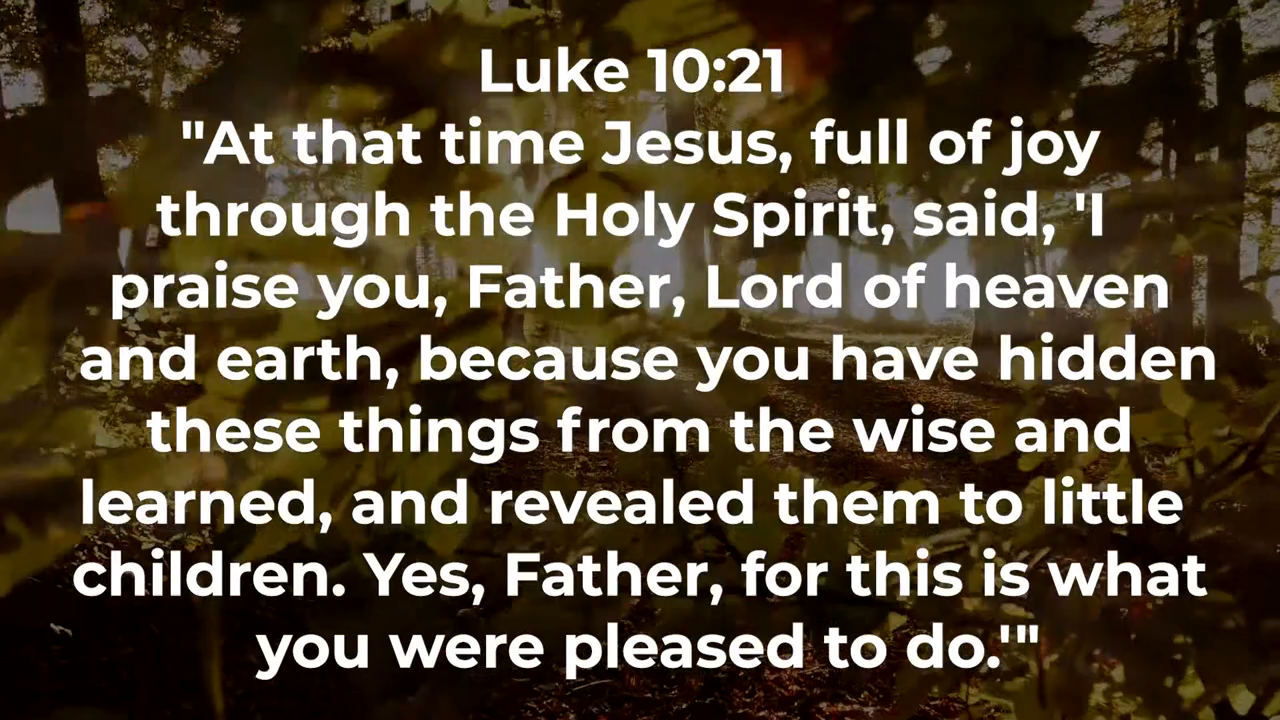 Luke 10:21
"At that time Jesus, full of joy
through the Holy Spirit, said, 'I
praise you, Father, Lord of heaven
and earth, because you have hidden
these things from the wise and
learned, and revealed them to little
children. Yes, Father, for this is what
you were pleased to do.'"